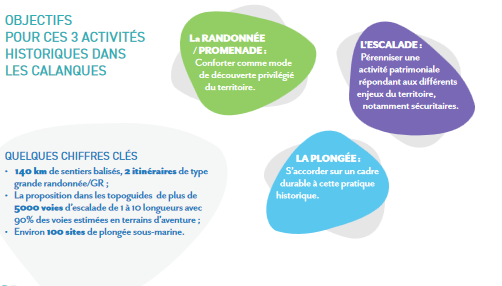 OBJECTIFS
POUR CES 3 ACTIVITÉS
HISTORIQUES DANS
LES CALANQUES
La RANDONNÉE
/ PROMENADE :
Conforter comme mode
de découverte privilégié
du territoire.
L'ESCALADE :
Pérenniser une
activité patrimoniale
répondant aux différents
enjeux du territoire,
notamment sécuritaires.
LA PLONGÉE :
S'accorder sur un cadre
durable à cette pratique
historique.
QUELQUES CHIFFRES CLÉS
• 140 km de sentiers balisés, 2 itinéraires de type
grande randonnée/GR ;
• La proposition dans les topoguides de plus de
5000 voies d'escalade de 1 à 10 longueurs avec
90% des voies estimées en terrains d'aventure ;
• Environ 100 sites de plongée sous-marine.